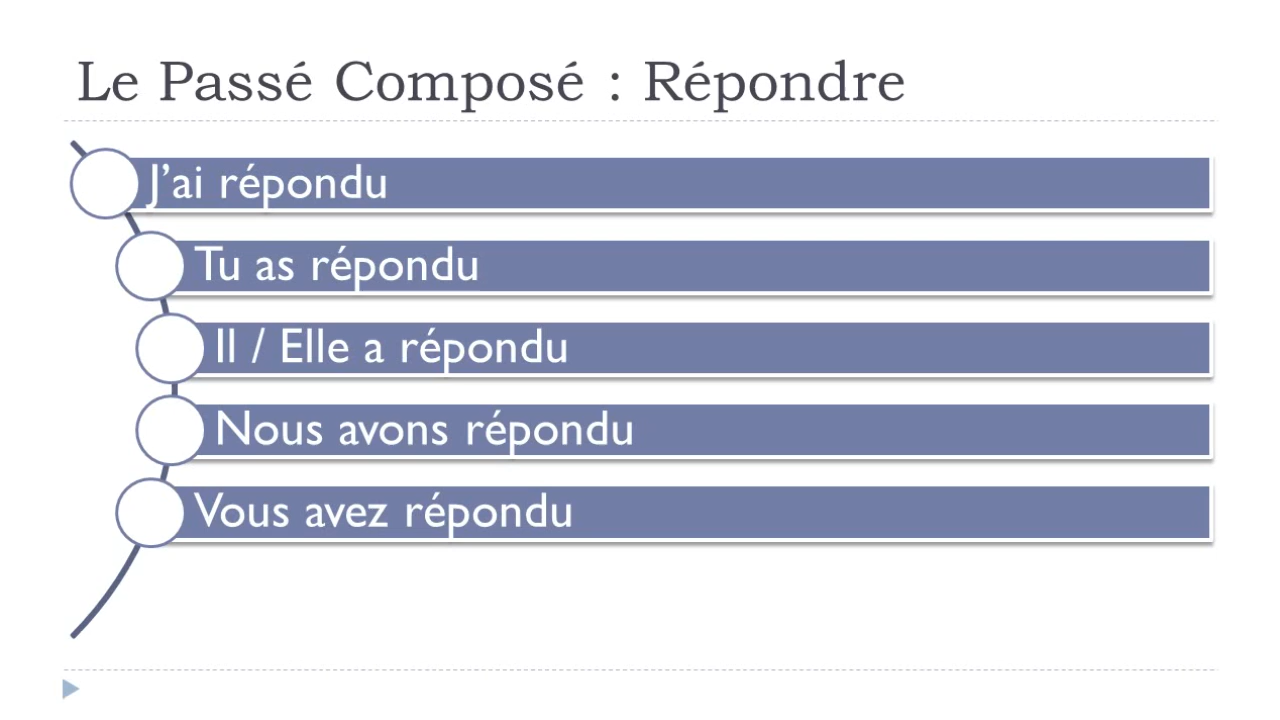 Le Passé Composé : Répondre
J’ai répondu
Tu as répondu
Il / Elle a répondu
Nous avons répondu
Vous avez répondu